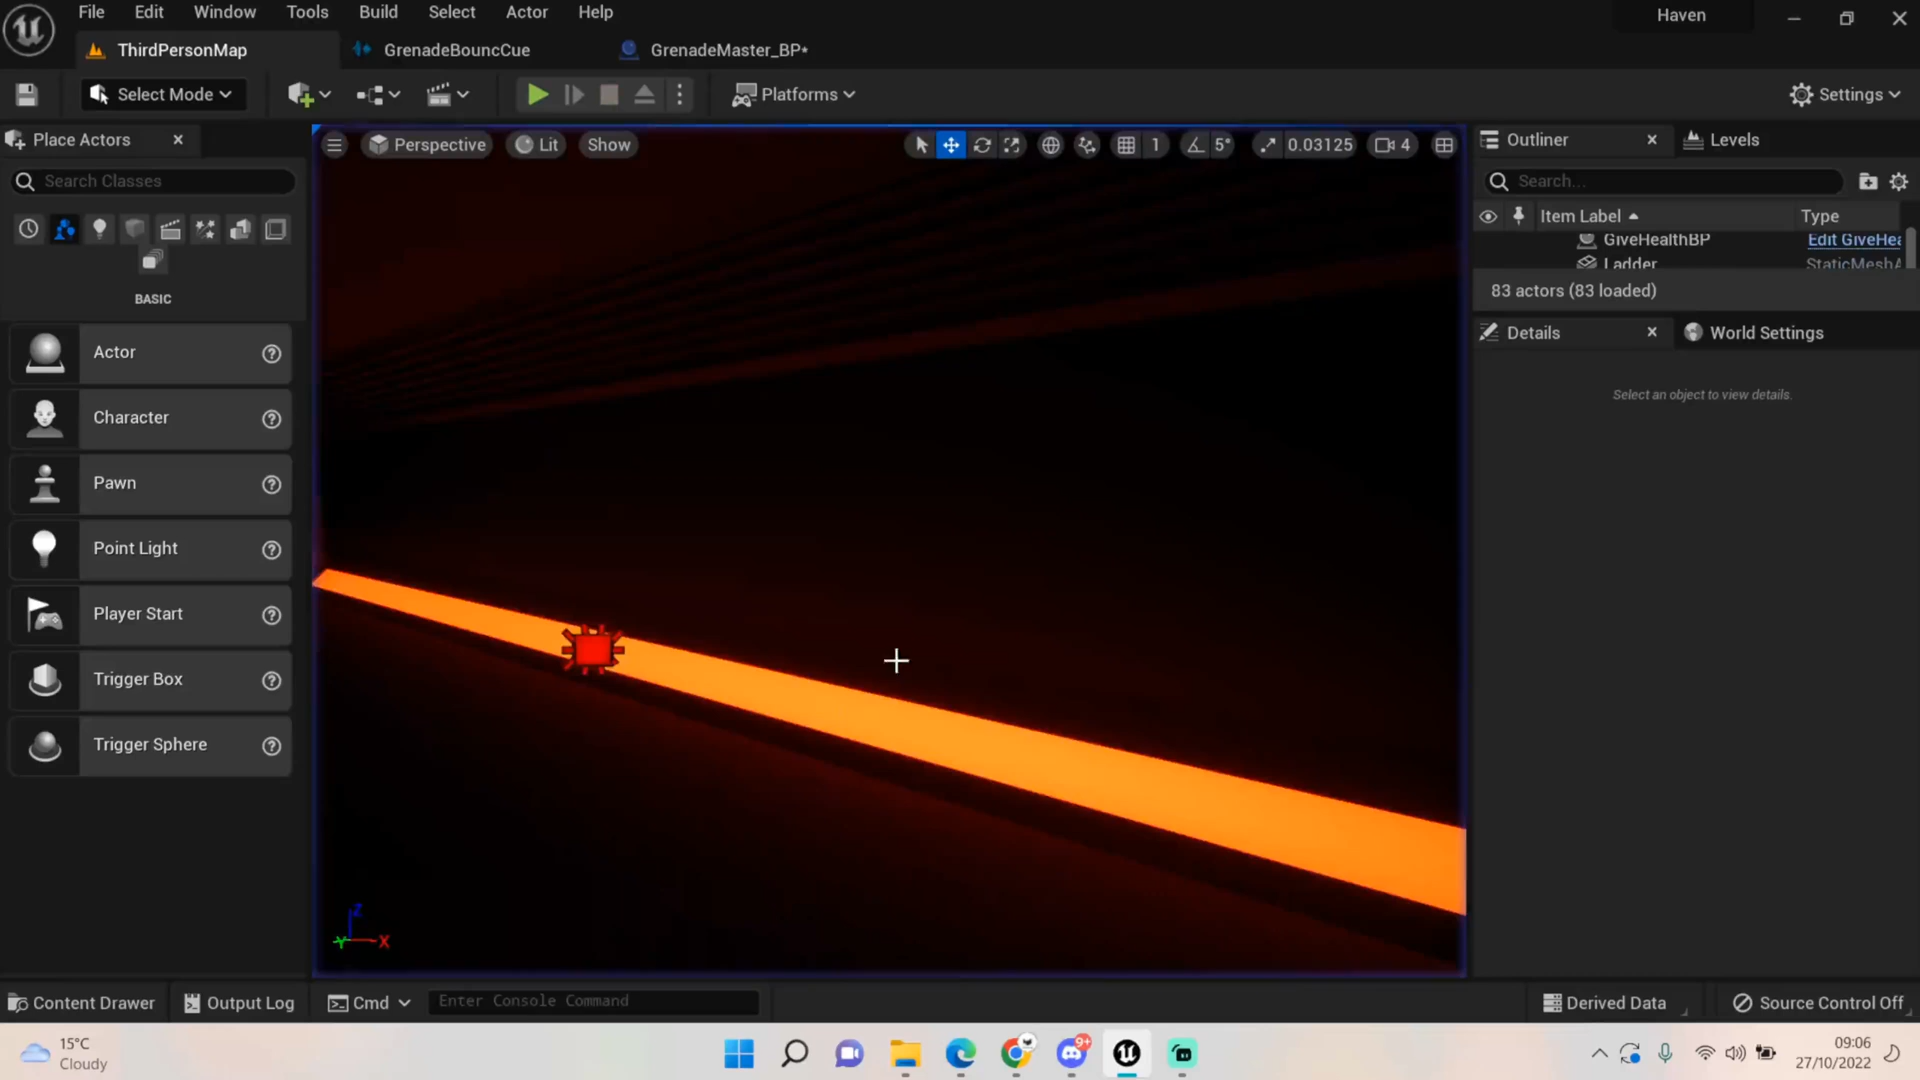 File Edit Window Tools Build Select Actor Help
Haven
ThirdPersonMap GrenadeBouncCue GrenadeMaster_BP*
Select Mode Platforms Settings
Place Actors
Search Classes
BASIC
Actor
Character
Pawn
Point Light
Player Start
Trigger Box
Trigger Sphere
Perspective Lit Show 1 5° 0.03125 4
Z
Y X
Outliner Levels
Search...
Item Label Type
GiveHealthBP Edit GiveHea
Ladder StaticMeshA
83 actors (83 loaded)
Details World Settings
Select an object to view details.
Content Drawer Output Log Cmd Enter Console Command Derived Data Source Control Off
15°C
Cloudy
9+
09:06
27/10/2022